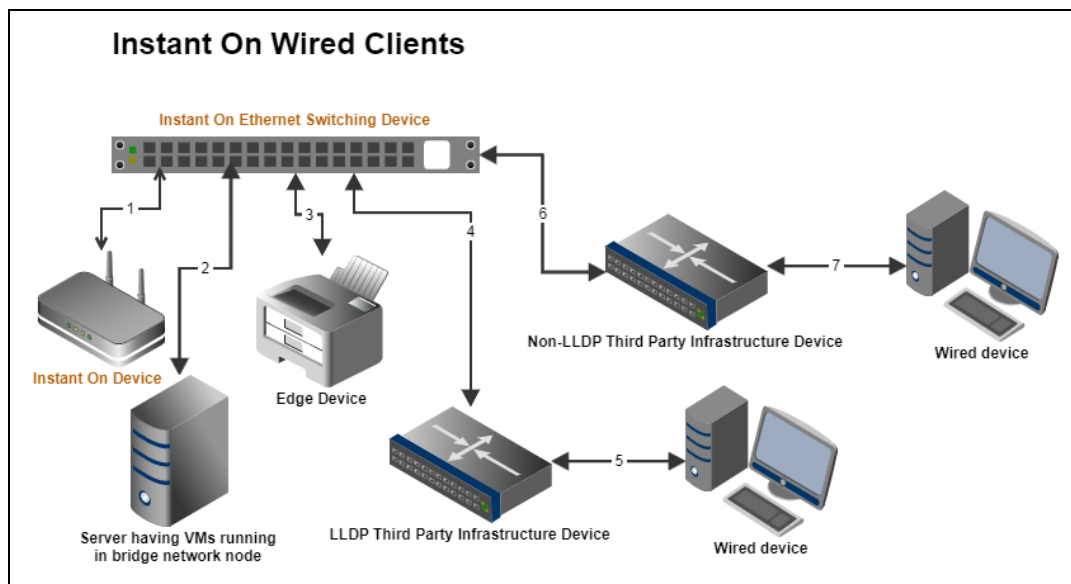 Instant On Wired Clients
Instant On Ethernet Switching Device
1
2
3
4
6
7
Non-LLDP Third Party Infrastructure Device
Wired device
Instant On Device
Edge Device
5
Server having VMs running
in bridge network node
LLDP Third Party Infrastructure Device
Wired device